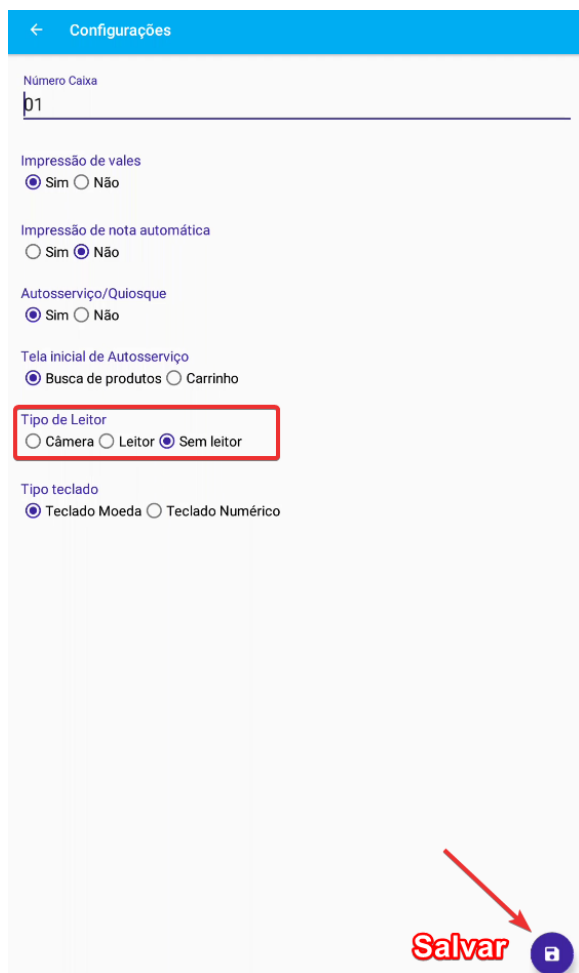 Configurações
Número Caixa
01
Impressão de vales
Sim Não
Impressão de nota automática
Sim Não
Autosserviço/Quiosque
Sim Não
Tela inicial de Autosserviço
Busca de produtos Carrinho
Tipo de Leitor
Câmera Leitor Sem leitor
Tipo teclado
Teclado Moeda Teclado Numérico
Salvar